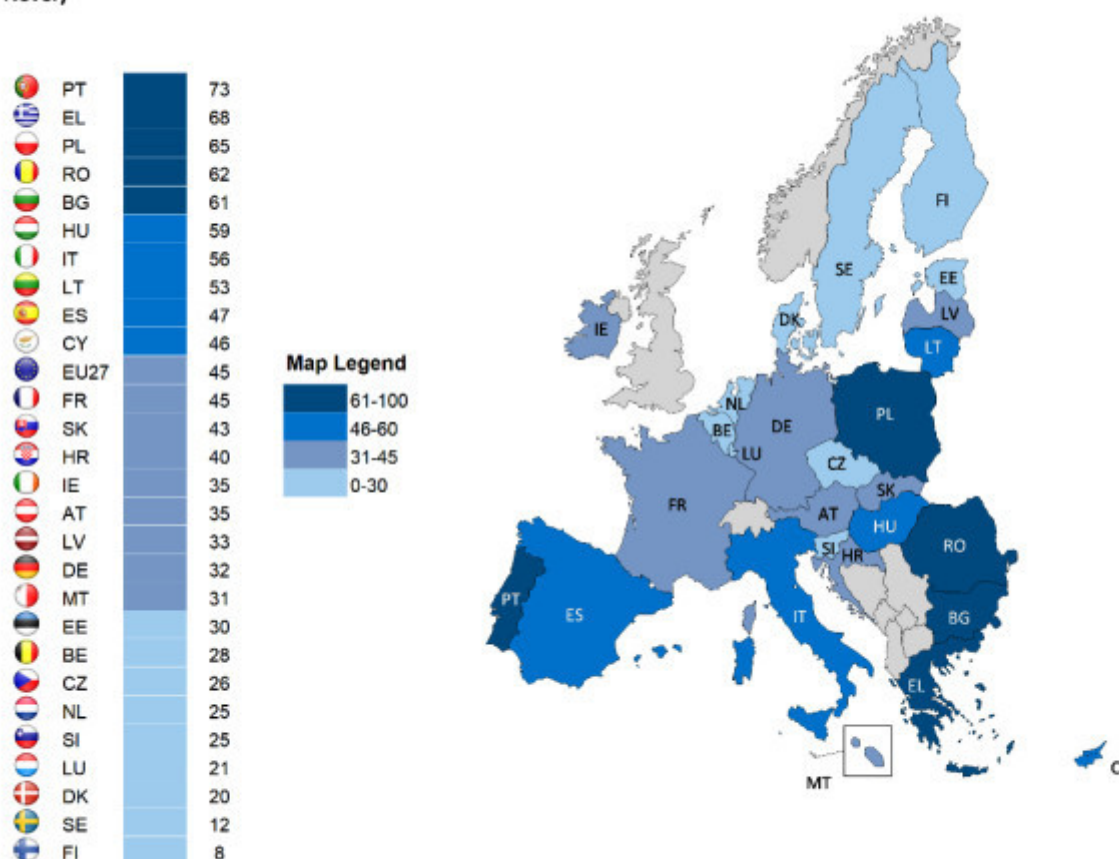 PT 73
EL 68
PL 65
RO 62
BG 61
HU 59
IT 56
LT 53
ES 47
CY 46
EU27 45
FR 45
SK 43
HR 40
IE 35
AT 35
LV 33
DE 32
MT 31
EE 30
BE 28
CZ 26
NL 25
SI 25
LU 21
DK 20
SE 12
FI 8
Map Legend
61-100
46-60
31-45
0-30
FI
SE
EE
LV
IE
DK
LT
NL
PL
BE
DE
LU
CZ
SK
FR
AT
HU
SI
HR
RO
PT
ES
IT
BG
EL
MT